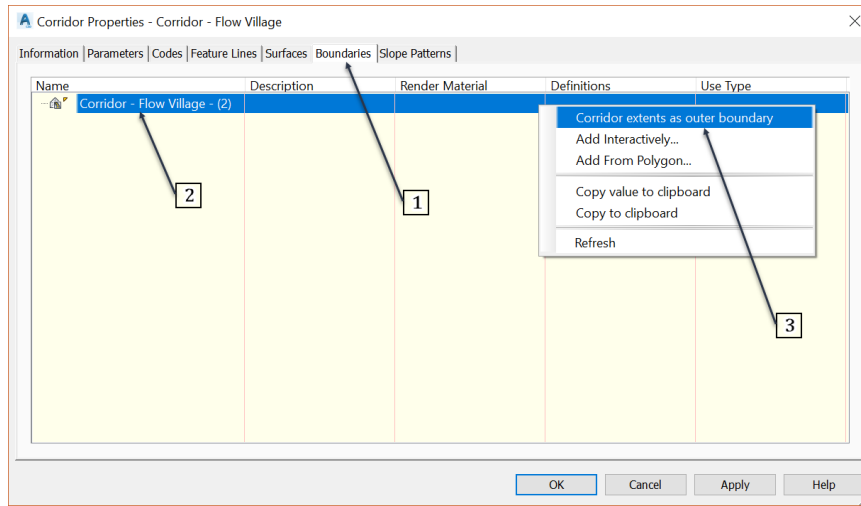 Corridor Properties - Corridor - Flow Village
Information Parameters Codes Feature Lines Surfaces Boundaries Slope Patterns
Name Description Render Material Definitions Use Type
Corridor - Flow Village - (2)
Corridor extents as outer boundary
Add Interactively...
Add From Polygon...
2
1
Copy value to clipboard
Copy to clipboard
Refresh
3
OK Cancel Apply Help